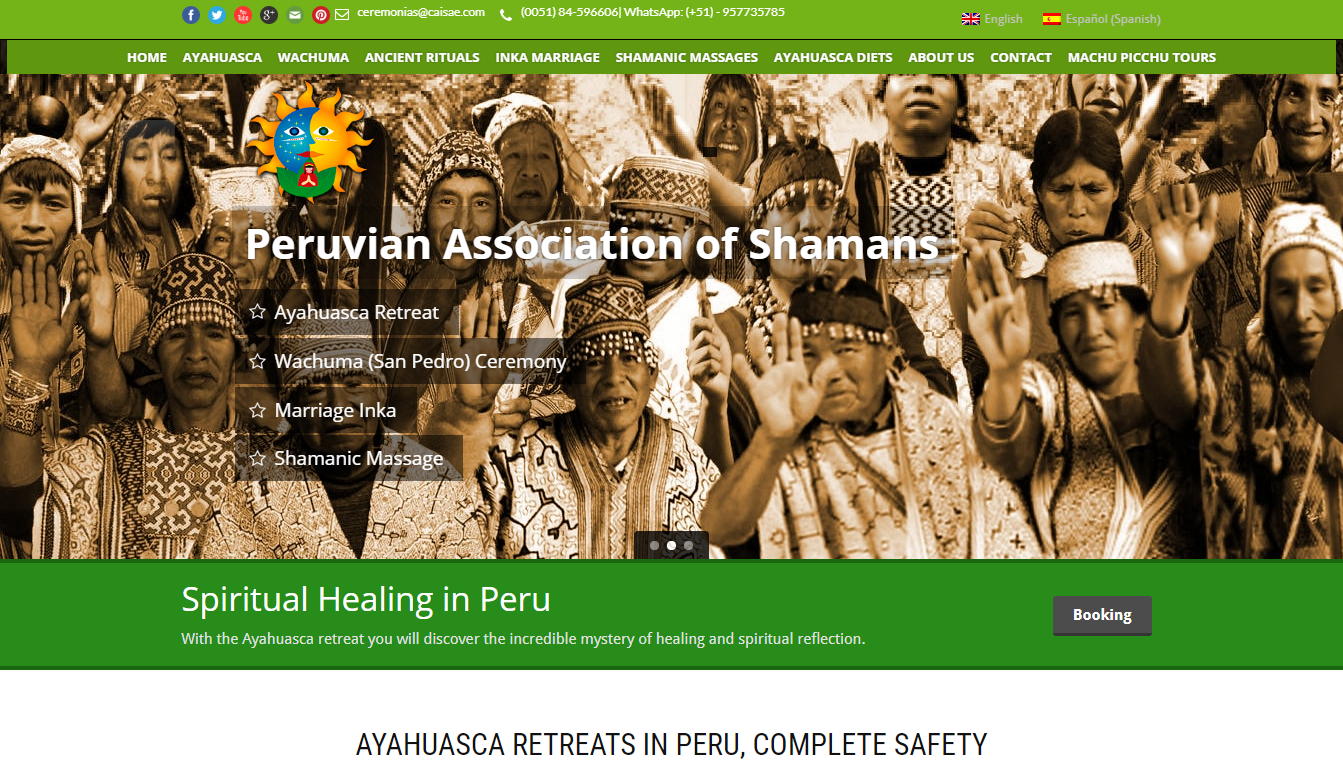 ceremonias@caisae.com (0051) 84-596606| WhatsApp: (+51) - 957735785
English Español (Spanish)
HOME AYAHUASCA WACHUMA ANCIENT RITUALS INKA MARRIAGE SHAMANIC MASSAGES AYAHUASCA DIETS ABOUT US CONTACT MACHU PICCHU TOURS
Peruvian Association of Shamans
Ayahuasca Retreat
Wachuma (San Pedro) Ceremony
Marriage Inka
Shamanic Massage
Spiritual Healing in Peru
With the Ayahuasca retreat you will discover the incredible mystery of healing and spiritual reflection.
Booking
AYAHUASCA RETREATS IN PERU, COMPLETE SAFETY